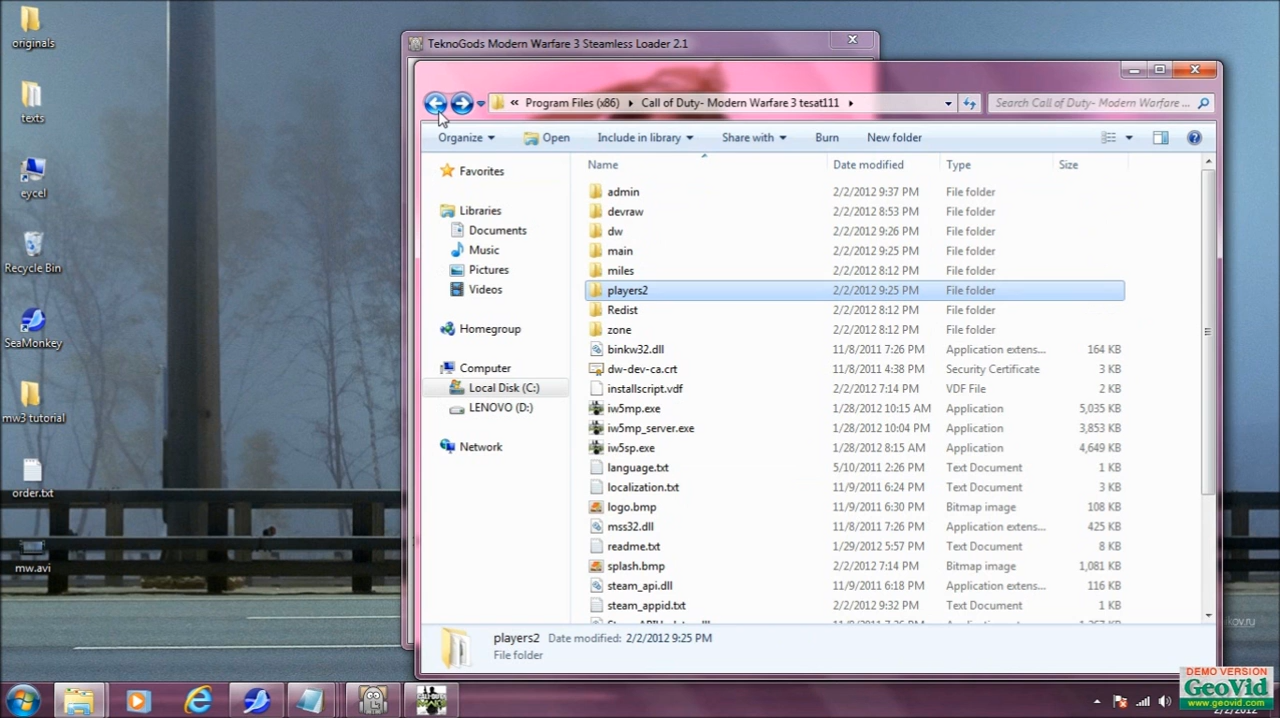 originals
texts
eycel
Recycle Bin
SeaMonkey
mw3 tutorial
order.txt
mw.avi
TeknoGods Modern Warfare 3 Steamless Loader 2.1
« Program Files (x86) Call of Duty- Modern Warfare 3 tesat111
Search Call of Duty- Modern Warfare ...
Organize Open Include in library Share with Burn New folder
Favorites
Libraries
Documents
Music
Pictures
Videos
Homegroup
Computer
Local Disk (C:)
LENOVO (D:)
Network
Name Date modified Type Size
admin 2/2/2012 9:37 PM File folder
devraw 2/2/2012 8:53 PM File folder
dw 2/2/2012 9:26 PM File folder
main 2/2/2012 9:25 PM File folder
miles 2/2/2012 8:12 PM File folder
players2 2/2/2012 9:25 PM File folder
Redist 2/2/2012 8:12 PM File folder
zone 2/2/2012 8:12 PM File folder
binkw32.dll 11/8/2011 7:26 PM Application extens... 164 KB
dw-dev-ca.crt 11/8/2011 4:38 PM Security Certificate 3 KB
installscript.vdf 2/2/2012 7:14 PM VDF File 2 KB
iw5mp.exe 1/28/2012 10:15 AM Application 5,035 KB
iw5mp_server.exe 1/28/2012 10:04 PM Application 3,853 KB
iw5sp.exe 1/28/2012 8:15 AM Application 4,649 KB
language.txt 5/10/2011 2:26 PM Text Document 1 KB
localization.txt 11/9/2011 6:24 PM Text Document 3 KB
logo.bmp 11/9/2011 6:30 PM Bitmap image 108 KB
mss32.dll 11/8/2011 7:26 PM Application extens... 425 KB
readme.txt 1/29/2012 5:57 PM Text Document 8 KB
splash.bmp 2/2/2012 7:14 PM Bitmap image 1,081 KB
steam_api.dll 11/9/2011 6:18 PM Application extens... 116 KB
steam_appid.txt 2/2/2012 9:32 PM Text Document 1 KB
players2 Date modified: 2/2/2012 9:25 PM
File folder
DEMO VERSION
GeoVid
www.geovid.com
2/2/2012